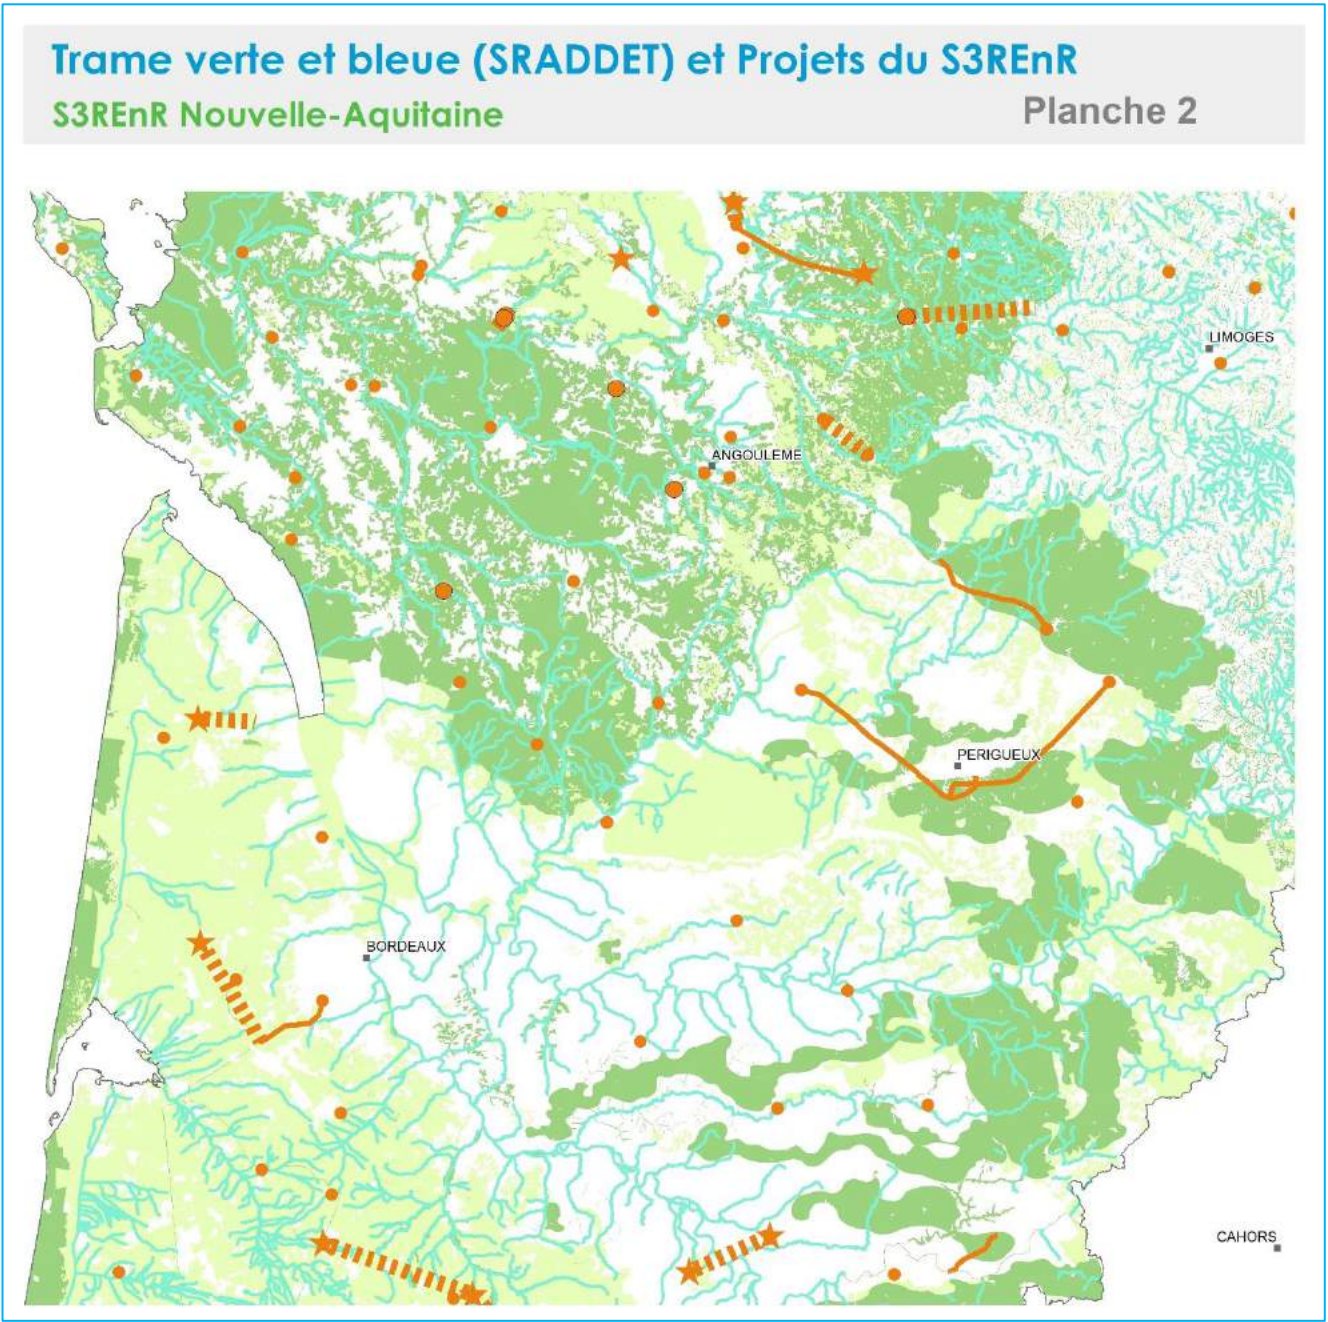 Trame verte et bleue (SRADDET) et Projets du S3REnR
S3REnR Nouvelle-Aquitaine
Planche 2
LIMOGES
ANGOULEME
PERIGUEUX
BORDEAUX
CAHORS